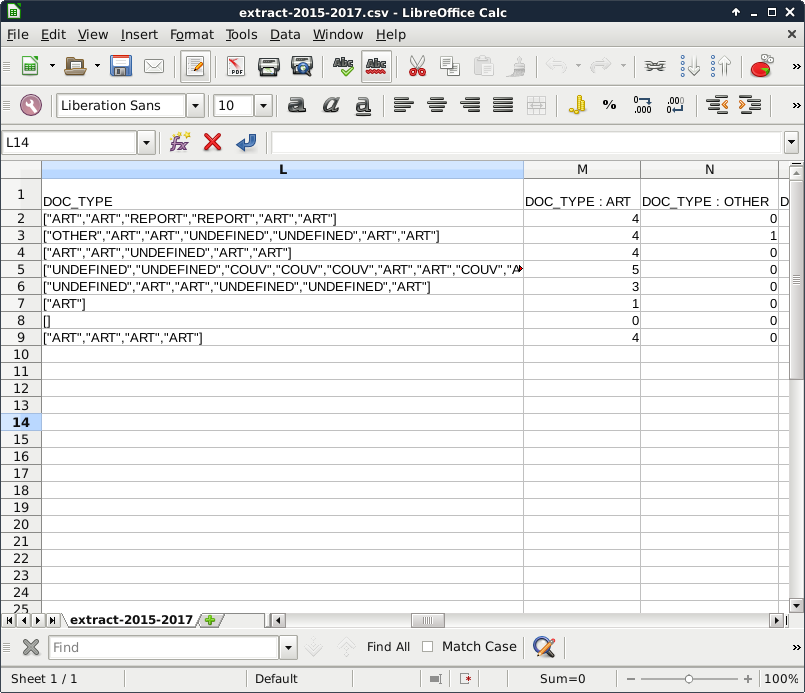 extract-2015-2017.csv - LibreOffice Calc
File Edit View Insert Format Tools Data Window Help
Liberation Sans 10
L14
L M N
1 DOC_TYPE DOC_TYPE : ART DOC_TYPE : OTHER D
2 ["ART","ART","REPORT","REPORT","ART","ART"] 4 0
3 ["OTHER","ART","ART","UNDEFINED","UNDEFINED","ART","ART"] 4 1
4 ["ART","ART","UNDEFINED","ART","ART"] 4 0
5 ["UNDEFINED","UNDEFINED","COUV","COUV","COUV","ART","ART","COUV","A 5 0
6 ["UNDEFINED","ART","ART","UNDEFINED","UNDEFINED","ART"] 3 0
7 ["ART"] 1 0
8 [] 0 0
9 ["ART","ART","ART","ART"] 4 0
10
11
12
13
14
15
16
17
18
19
20
21
22
23
24
25
extract-2015-2017
Find Find All Match Case
Sheet 1 / 1 Default Sum=0 100%